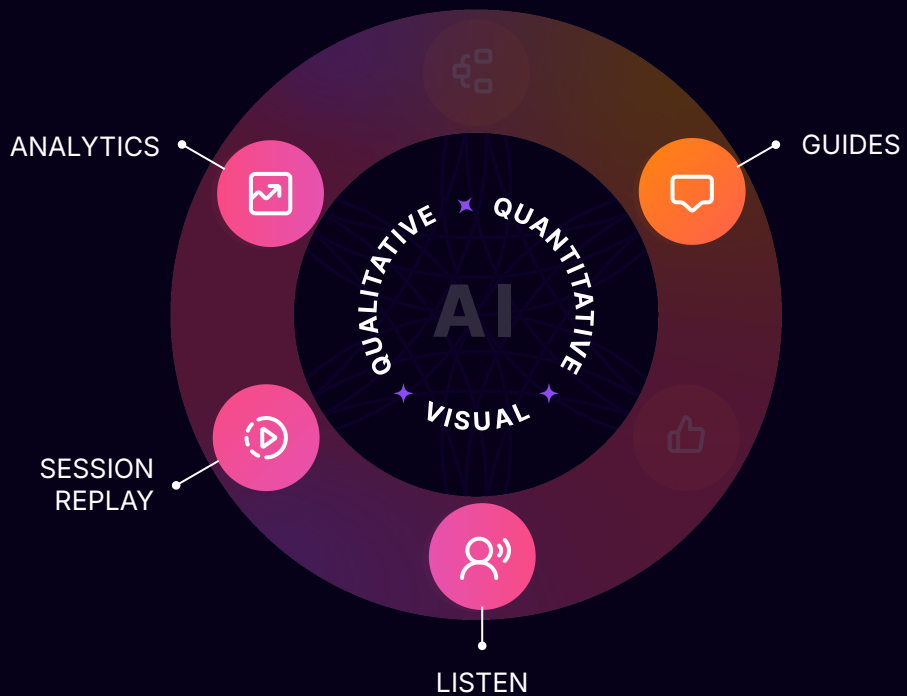 ANALYTICS
GUIDES
QUALITATIVE
QUANTITATIVE
AI
VISUAL
SESSION
REPLAY
LISTEN